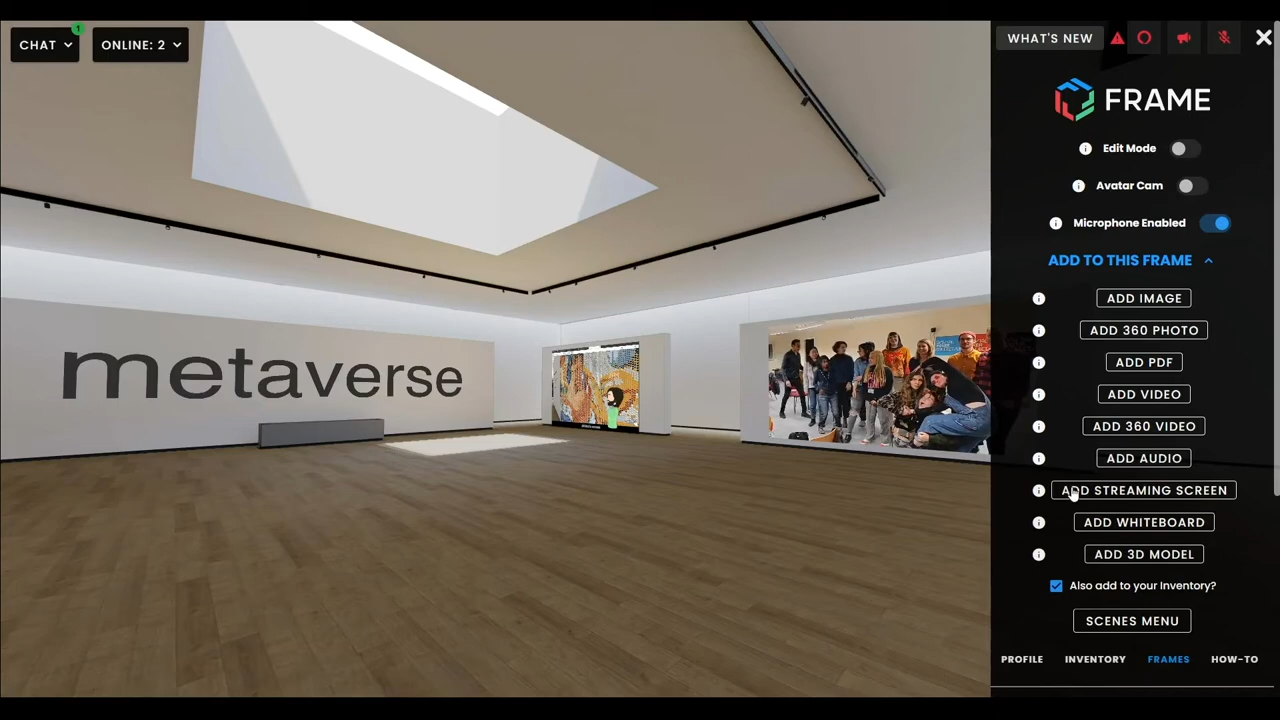 CHAT
1
ONLINE: 2
WHAT'S NEW
FRAME
Edit Mode
Avatar Cam
Microphone Enabled
ADD TO THIS FRAME
ADD IMAGE
ADD 360 PHOTO
ADD PDF
ADD VIDEO
ADD 360 VIDEO
ADD AUDIO
ADD STREAMING SCREEN
ADD WHITEBOARD
ADD 3D MODEL
Also add to your Inventory?
SCENES MENU
PROFILE INVENTORY FRAMES HOW-TO
metaverse